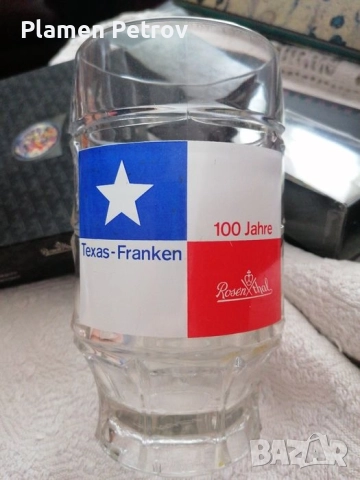 Plamen Petrov
100 Jahre
Texas-Franken
Rosenthal
BAZAR